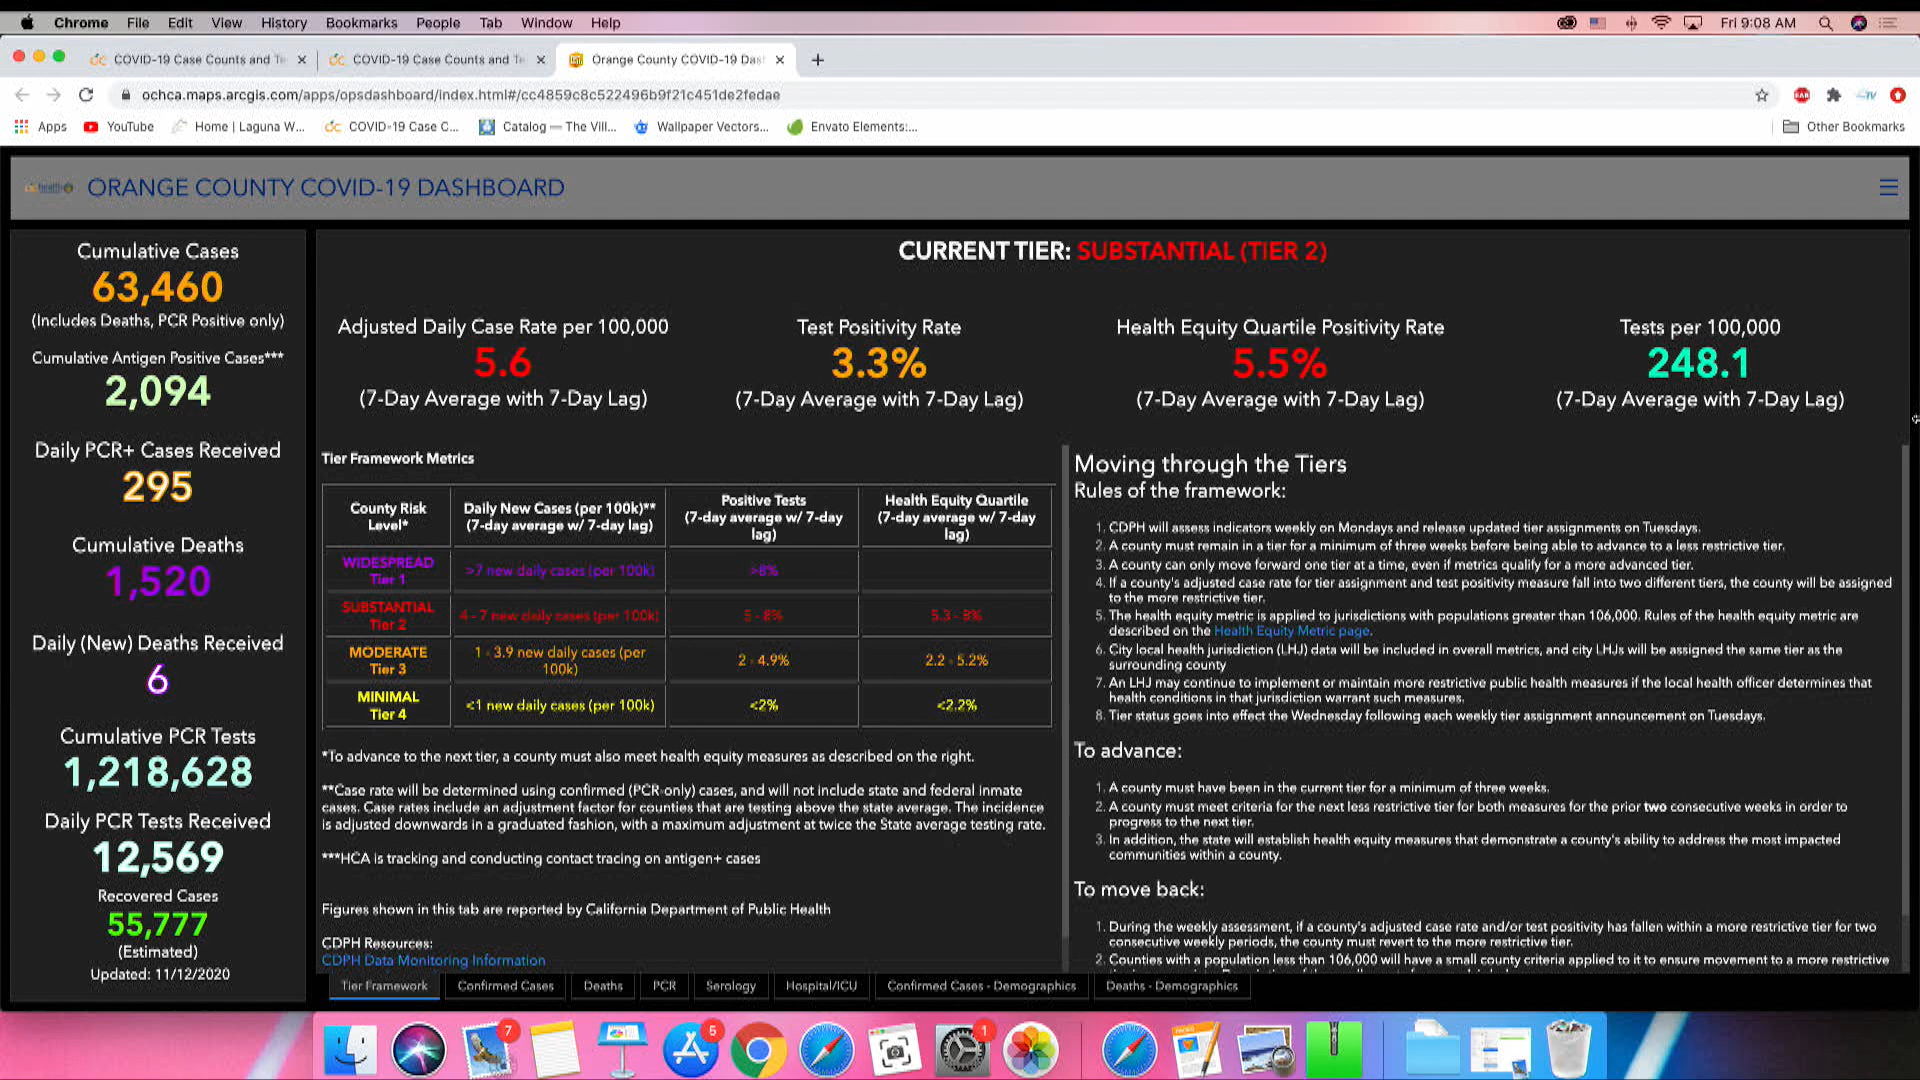 Chrome File Edit View History Bookmarks People Tab Window Help Fri 9:08 AM
COVID-19 Case Counts and COVID-19 Case Counts and Orange County COVID-19 Das
ochca.maps.arcgis.com/apps/opsdashboard/index.html#/cc4859c8c522496b9f21c451de2fedae
Apps YouTube Home | Laguna W... COVID-19 Case C... Catalog — The Vill... Wallpaper Vectors... Envato Elements:... Other Bookmarks
ORANGE COUNTY COVID-19 DASHBOARD
Cumulative Cases
63,460
(Includes Deaths, PCR Positive only)
Cumulative Antigen Positive Cases***
2,094
Daily PCR+ Cases Received
295
Cumulative Deaths
1,520
Daily (New) Deaths Received
6
Cumulative PCR Tests
1,218,628
Daily PCR Tests Received
12,569
Recovered Cases
55,777
(Estimated)
Updated: 11/12/2020
CURRENT TIER: SUBSTANTIAL (TIER 2)
Adjusted Daily Case Rate per 100,000
5.6
(7-Day Average with 7-Day Lag)
Test Positivity Rate
3.3%
(7-Day Average with 7-Day Lag)
Health Equity Quartile Positivity Rate
5.5%
(7-Day Average with 7-Day Lag)
Tests per 100,000
248.1
(7-Day Average with 7-Day Lag)
Tier Framework Metrics
County Risk
Level*
Daily New Cases (per 100k)**
(7-day average w/ 7-day lag)
Positive Tests
(7-day average w/ 7-day
lag)
Health Equity Quartile
(7-day average w/ 7-day
lag)
WIDESPREAD
Tier 1
>7 new daily cases (per 100k)
>8%
SUBSTANTIAL
Tier 2
4 - 7 new daily cases (per 100k)
5 - 8%
5.3 - 8%
MODERATE
Tier 3
1 - 3.9 new daily cases (per
100k)
2 - 4.9%
2.2 - 5.2%
MINIMAL
Tier 4
<1 new daily cases (per 100k)
<2%
<2.2%
*To advance to the next tier, a county must also meet health equity measures as described on the right.
**Case rate will be determined using confirmed (PCR-only) cases, and will not include state and federal inmate
cases. Case rates include an adjustment factor for counties that are testing above the state average. The incidence
is adjusted downwards in a graduated fashion, with a maximum adjustment at twice the State average testing rate.
***HCA is tracking and conducting contact tracing on antigen+ cases
Figures shown in this tab are reported by California Department of Public Health
CDPH Resources:
CDPH Data Monitoring Information
Moving through the Tiers
Rules of the framework:
1. CDPH will assess indicators weekly on Mondays and release updated tier assignments on Tuesdays.
2. A county must remain in a tier for a minimum of three weeks before being able to advance to a less restrictive tier.
3. A county can only move forward one tier at a time, even if metrics qualify for a more advanced tier.
4. If a county's adjusted case rate for tier assignment and test positivity measure fall into two different tiers, the county will be assigned
to the more restrictive tier.
5. The health equity metric is applied to jurisdictions with populations greater than 106,000. Rules of the health equity metric are
described on the Health Equity Metric page.
6. City local health jurisdiction (LHJ) data will be included in overall metrics, and city LHJs will be assigned the same tier as the
surrounding county
7. An LHJ may continue to implement or maintain more restrictive public health measures if the local health officer determines that
health conditions in that jurisdiction warrant such measures.
8. Tier status goes into effect the Wednesday following each weekly tier assignment announcement on Tuesdays.
To advance:
1. A county must have been in the current tier for a minimum of three weeks.
2. A county must meet criteria for the next less restrictive tier for both measures for the prior two consecutive weeks in order to
progress to the next tier.
3. In addition, the state will establish health equity measures that demonstrate a county's ability to address the most impacted
communities within a county.
To move back:
1. During the weekly assessment, if a county's adjusted case rate and/or test positivity has fallen within a more restrictive tier for two
consecutive weekly periods, the county must revert to the more restrictive tier.
2. Counties with a population less than 106,000 will have a small county criteria applied to it to ensure movement to a more restrictive
Tier Framework Confirmed Cases Deaths PCR Serology Hospital/ICU Confirmed Cases - Demographics Deaths - Demographics
7 5 1